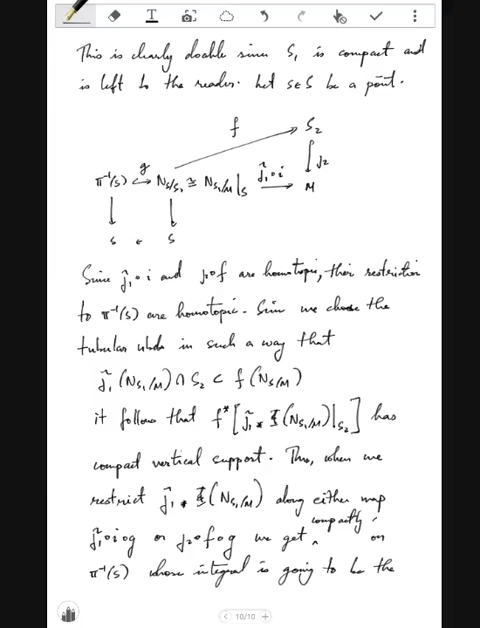 This is clearly doable since S₁ is compact and
is left to the reader. Let s∈S be a point.
f
S₂
π⁻¹(s) g↪ N_{S/S₂} ≅ N_{S₁/M}|_S j̃₁∘i → M
j₂
s ∈ S
Since j̃₁∘i and j₂∘f are homotopic, their restriction
to π⁻¹(s) are homotopic. Since we choose the
tubular nbds in such a way that
j̃₁(N_{S₁/M}) ∩ S₂ ⊂ f(N_{S/M})
it follows that f*[j̃₁* Φ(N_{S₁/M})|_{S₂}] has
compact vertical support. Thus, when we
restrict j̃₁* Φ(N_{S₁/M}) along either map
j̃₁∘i∘g or j₂∘f∘g we get compactly on
π⁻¹(s) whose integral is going to be the
10/10